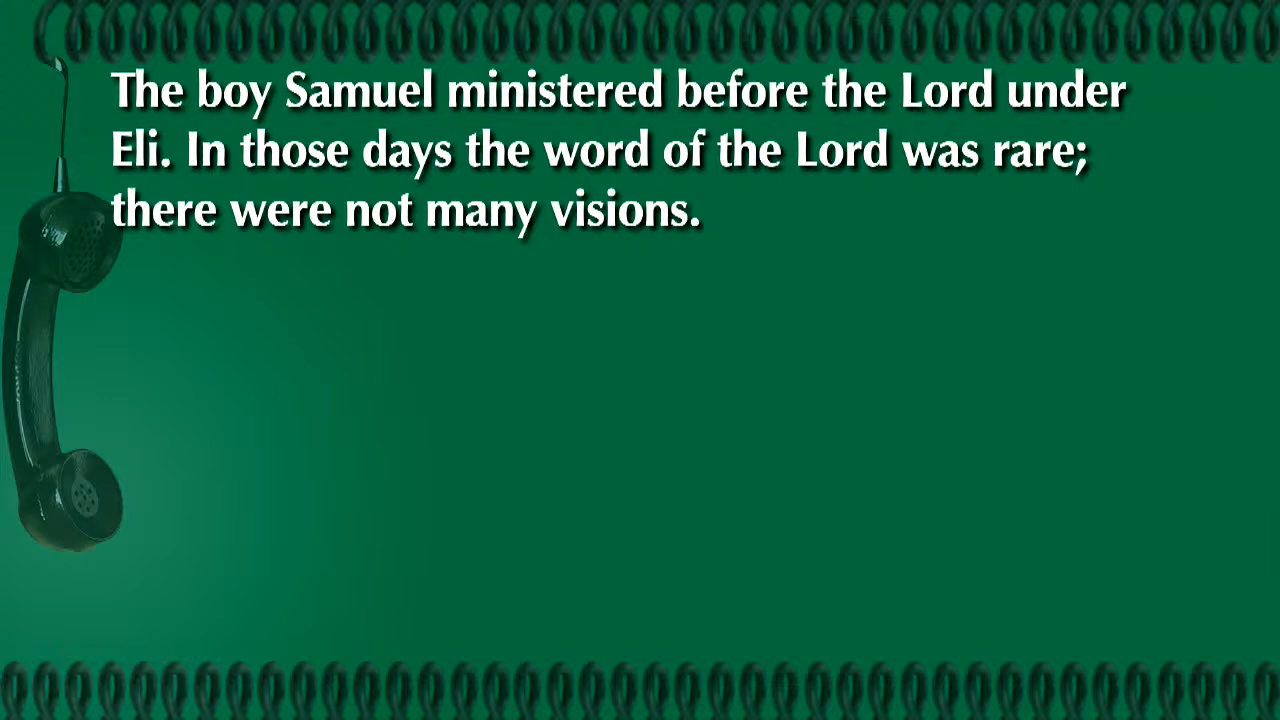 The boy Samuel ministered before the Lord under
Eli. In those days the word of the Lord was rare;
there were not many visions.